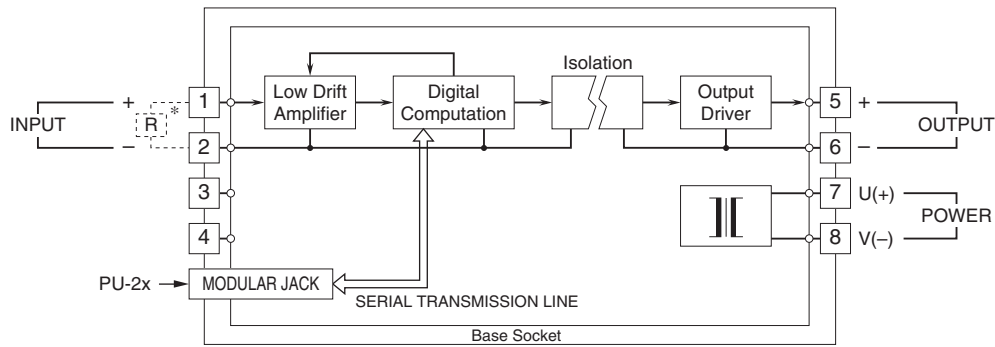 Isolation
Low Drift
Amplifier
Digital
Computation
Output
Driver
INPUT
+
–
R
*
1
2
3
4
5
6
7
8
+
–
OUTPUT
U(+)
V(–)
POWER
PU-2x
MODULAR JACK
SERIAL TRANSMISSION LINE
Base Socket